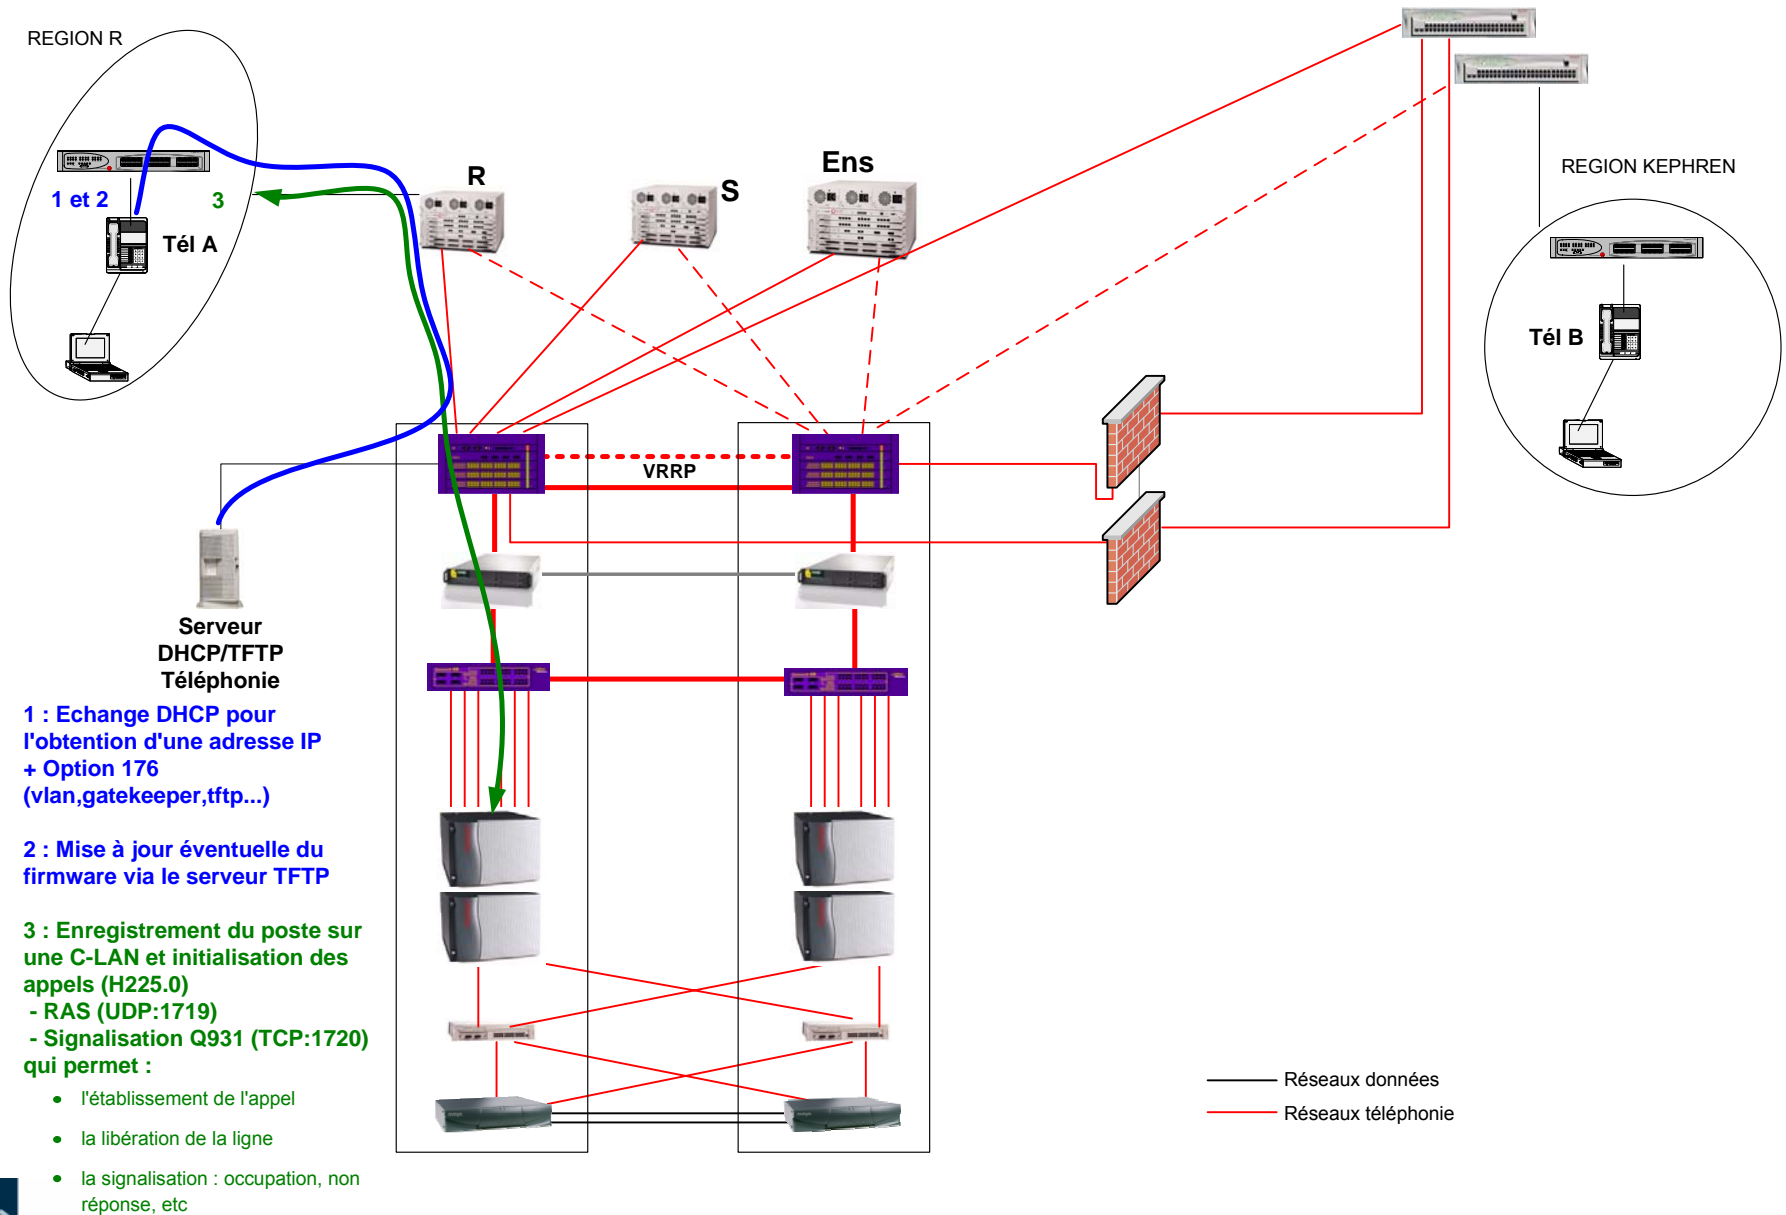 REGION R
1 et 2
3
Tél A
R
S
Ens
REGION KEPHREN
Tél B
VRRP
Serveur
DHCP/TFTP
Téléphonie
1 : Echange DHCP pour
l'obtention d'une adresse IP
+ Option 176
(vlan,gatekeeper,tftp...)
2 : Mise à jour éventuelle du
firmware via le serveur TFTP
3 : Enregistrement du poste sur
une C-LAN et initialisation des
appels (H225.0)
- RAS (UDP:1719)
- Signalisation Q931 (TCP:1720)
qui permet :
• l'établissement de l'appel
• la libération de la ligne
• la signalisation : occupation, non
réponse, etc
Réseaux données
Réseaux téléphonie